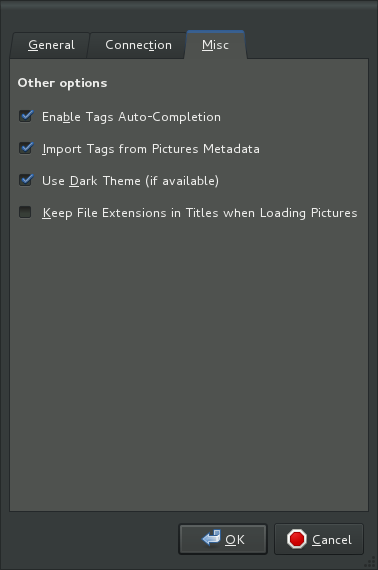 General Connection Misc
Other options
Enable Tags Auto-Completion
Import Tags from Pictures Metadata
Use Dark Theme (if available)
Keep File Extensions in Titles when Loading Pictures
OK Cancel